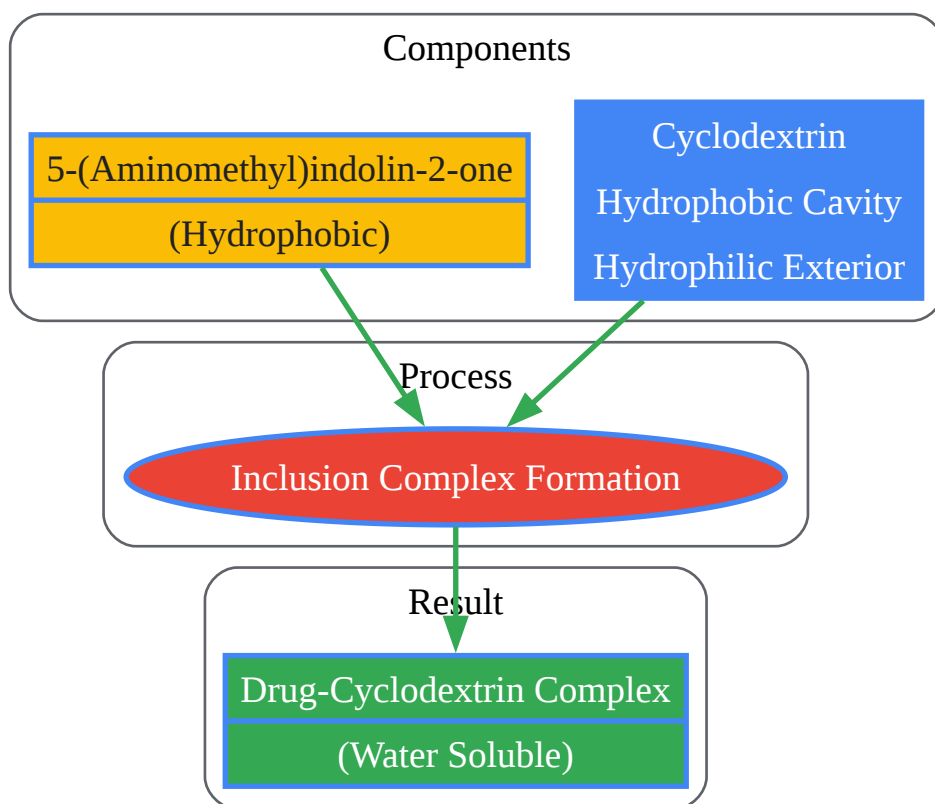 Components
5-(Aminomethyl)indolin-2-one
(Hydrophobic)
Cyclodextrin
Hydrophobic Cavity
Hydrophilic Exterior
Process
Inclusion Complex Formation
Result
Drug-Cyclodextrin Complex
(Water Soluble)